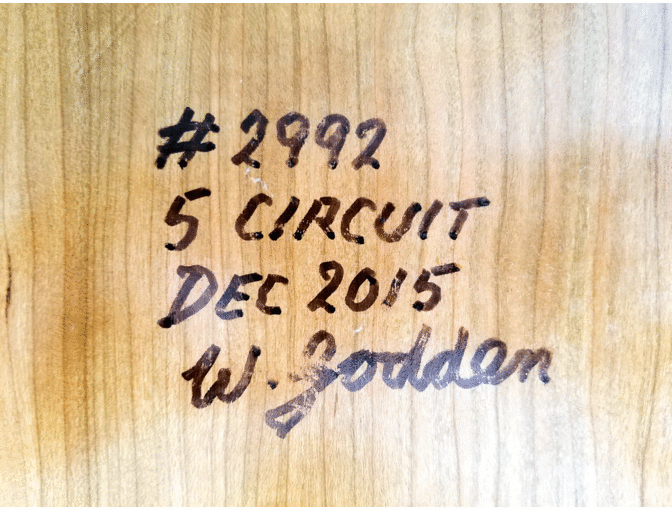 # 2992
5 CIRCUIT
DEC 2015
W. Godden